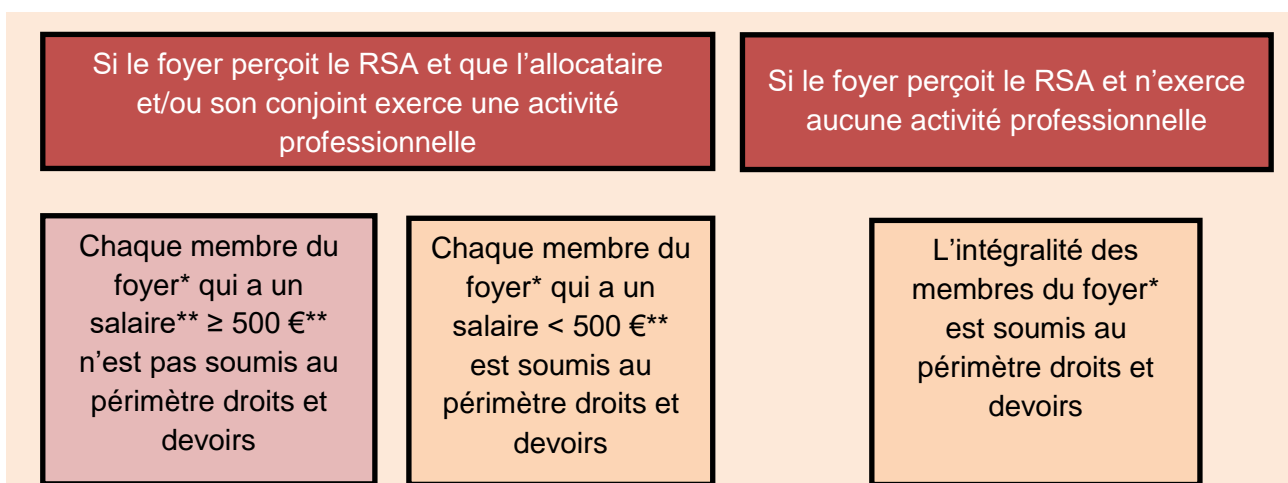 Si le foyer perçoit le RSA et que l'allocataire
et/ou son conjoint exerce une activité
professionnelle
Si le foyer perçoit le RSA et n'exerce
aucune activité professionnelle
Chaque membre du
foyer* qui a un
salaire** ≥ 500 €**
n'est pas soumis au
périmètre droits et
devoirs
Chaque membre du
foyer* qui a un
salaire < 500 €**
est soumis au
périmètre droits et
devoirs
L'intégralité des
membres du foyer*
est soumis au
périmètre droits et
devoirs